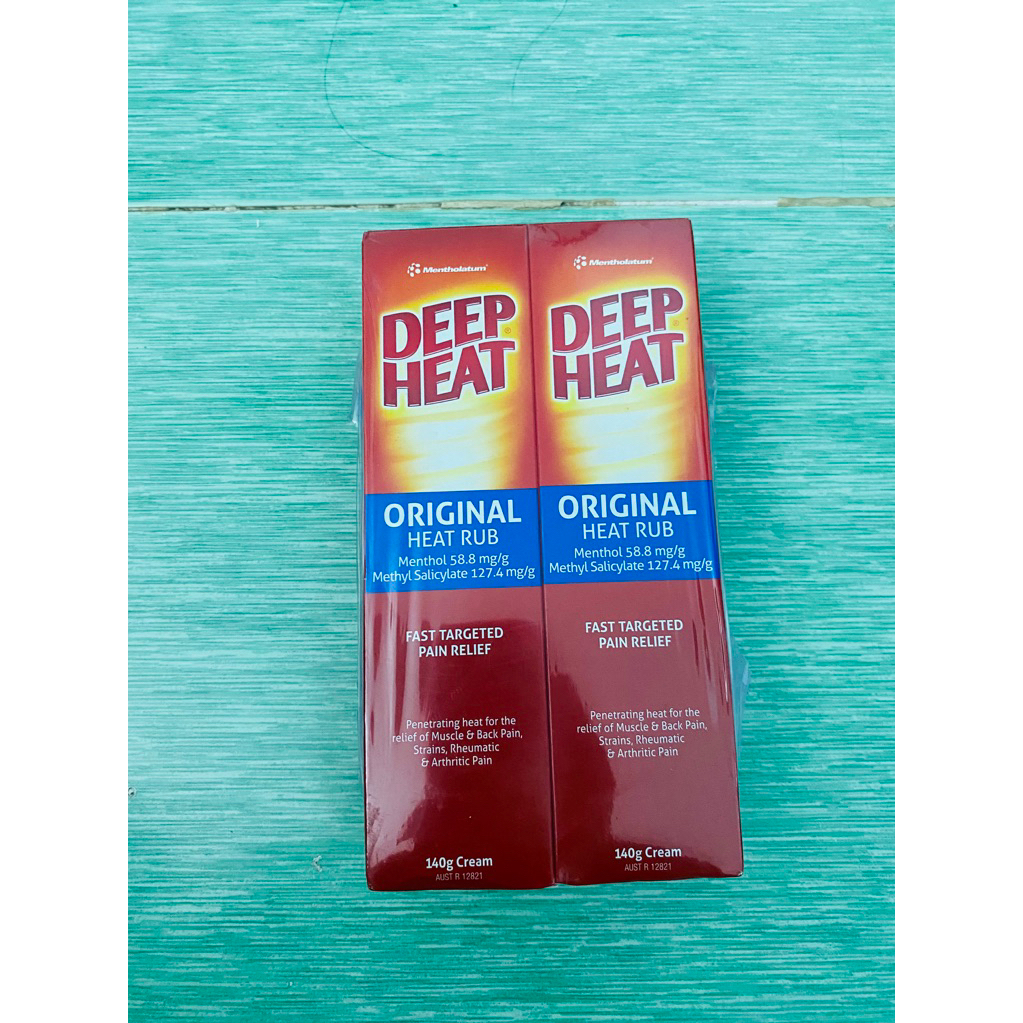 Mentholatum
DEEP
HEAT
ORIGINAL
HEAT RUB
Menthol 58.8 mg/g
Methyl Salicylate 127.4 mg/g
FAST TARGETED
PAIN RELIEF
Penetrating heat for the
relief of Muscle & Back Pain,
Strains, Rheumatic
& Arthritic Pain
140g Cream
AUST R 12821
Mentholatum
DEEP
HEAT
ORIGINAL
HEAT RUB
Menthol 58.8 mg/g
Methyl Salicylate 127.4 mg/g
FAST TARGETED
PAIN RELIEF
Penetrating heat for the
relief of Muscle & Back Pain,
Strains, Rheumatic
& Arthritic Pain
140g Cream
AUST R 12821